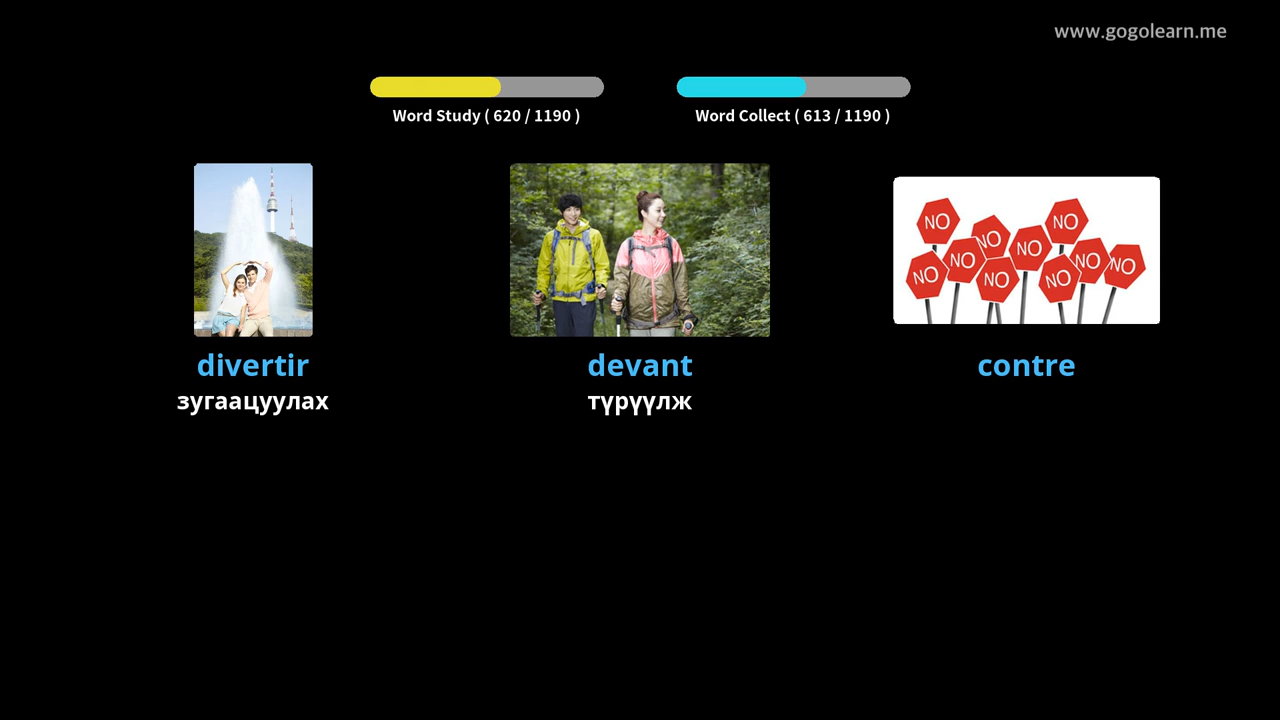 www.gogolearn.me
Word Study ( 620 / 1190 )
Word Collect ( 613 / 1190 )
NO
NO
NO
NO
NO
NO
NO
NO
NO
NO
divertir
devant
contre
зугаацуулах
түрүүлж